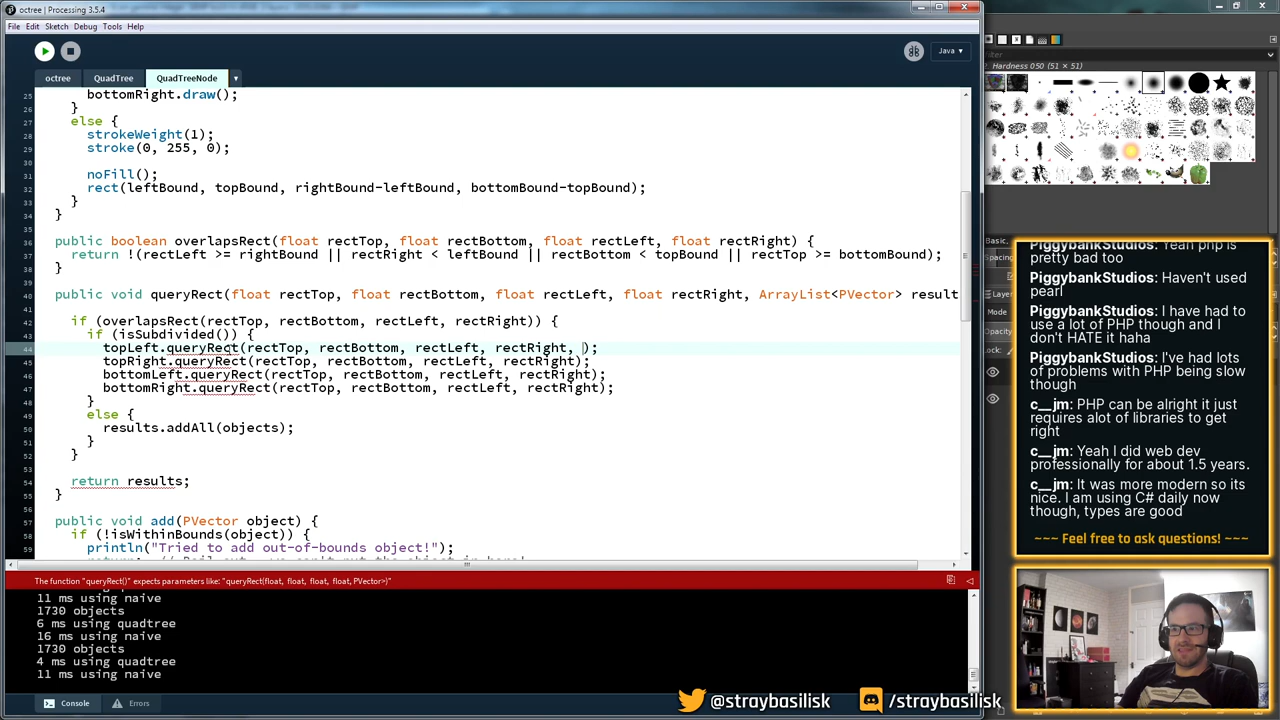 octree | Processing 3.5.4
File Edit Sketch Debug Tools Help
Java ▾
octree QuadTree QuadTreeNode
25 bottomRight.draw();
26 }
27 else {
28 strokeWeight(1);
29 stroke(0, 255, 0);
30
31 noFill();
32 rect(leftBound, topBound, rightBound-leftBound, bottomBound-topBound);
33 }
34 }
35
36 public boolean overlapsRect(float rectTop, float rectBottom, float rectLeft, float rectRight) {
37 return !(rectLeft >= rightBound || rectRight < leftBound || rectBottom < topBound || rectTop >= bottomBound);
38 }
39
40 public void queryRect(float rectTop, float rectBottom, float rectLeft, float rectRight, ArrayList<PVector> result
41
42 if (overlapsRect(rectTop, rectBottom, rectLeft, rectRight)) {
43 if (isSubdivided()) {
44 topLeft.queryRect(rectTop, rectBottom, rectLeft, rectRight, );
45 topRight.queryRect(rectTop, rectBottom, rectLeft, rectRight);
46 bottomLeft.queryRect(rectTop, rectBottom, rectLeft, rectRight);
47 bottomRight.queryRect(rectTop, rectBottom, rectLeft, rectRight);
48 }
49 else {
50 results.addAll(objects);
51 }
52 }
53
54 return results;
55 }
56
57 public void add(PVector object) {
58 if (!isWithinBounds(object)) {
59 println("Tried to add out-of-bounds object!");
The function "queryRect()" expects parameters like: "queryRect(float, float, float, float, PVector>)"
11 ms using naive
1730 objects
6 ms using quadtree
16 ms using naive
1730 objects
4 ms using quadtree
11 ms using naive
Console Errors
2. Hardness 050 (51 × 51)
Basic,
Spacing
Layer
Mode
Opacity
Lock:
PiggybankStudios: Yeah php is
pretty bad too
PiggybankStudios: Haven't used
pearl
PiggybankStudios: I have had to
use a lot of PHP though and I
don't HATE it haha
PiggybankStudios: I've had lots
of problems with PHP being slow
though
c__jm: PHP can be alright it just
requires alot of libraries to get
right
c__jm: Yeah I did web dev
professionally for about 1.5 years.
c__jm: It was more modern so its
nice. I am using C# daily now
though, types are good
~~~ Feel free to ask questions! ~~~
@straybasilisk /straybasilisk